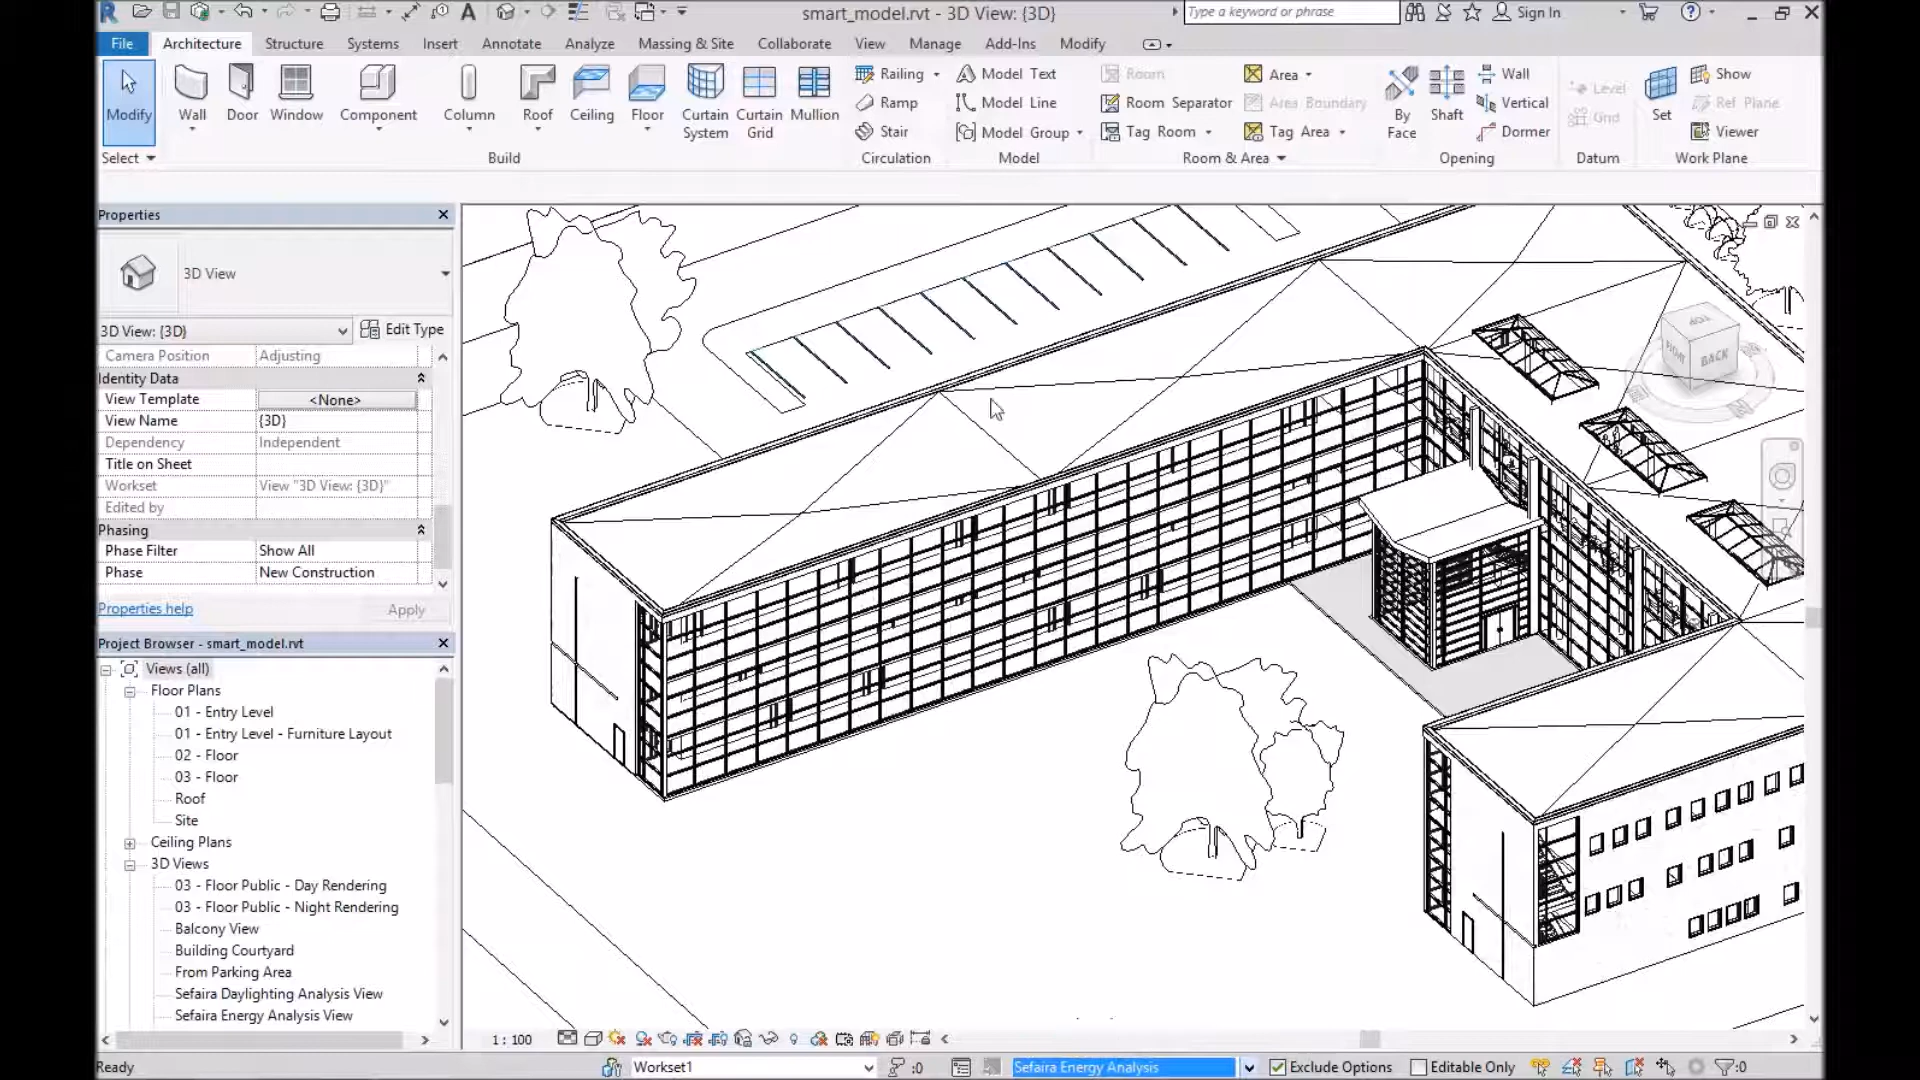 smart_model.rvt - 3D View: {3D}
Type a keyword or phrase
Sign In
File
Architecture
Structure
Systems
Insert
Annotate
Analyze
Massing & Site
Collaborate
View
Manage
Add-Ins
Modify
Modify
Wall
Door
Window
Component
Column
Roof
Ceiling
Floor
Curtain System
Curtain Grid
Mullion
Railing
Ramp
Stair
Model Text
Model Line
Model Group
Room
Room Separator
Tag Room
Area
Area Boundary
Tag Area
By Face
Shaft
Wall
Vertical
Dormer
Level
Grid
Set
Show
Ref Plane
Viewer
Select
Build
Circulation
Model
Room & Area
Opening
Datum
Work Plane
Properties
3D View
3D View: {3D}
Edit Type
Camera Position Adjusting
Identity Data
View Template <None>
View Name {3D}
Dependency Independent
Title on Sheet
Workset View "3D View: {3D}"
Edited by
Phasing
Phase Filter Show All
Phase New Construction
Properties help
Apply
Project Browser - smart_model.rvt
Views (all)
Floor Plans
01 - Entry Level
01 - Entry Level - Furniture Layout
02 - Floor
03 - Floor
Roof
Site
Ceiling Plans
3D Views
03 - Floor Public - Day Rendering
03 - Floor Public - Night Rendering
Balcony View
Building Courtyard
From Parking Area
Sefaira Daylighting Analysis View
Sefaira Energy Analysis View
TOP
BACK
1 : 100
Ready
Workset1
:0
Sefaira Energy Analysis
Exclude Options
Editable Only
:0